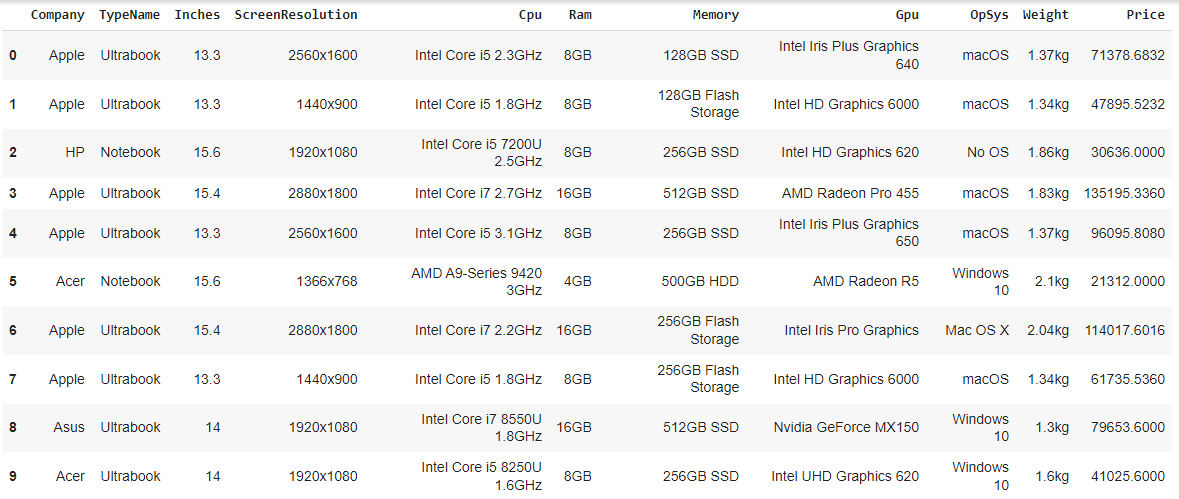 Company TypeName Inches ScreenResolution Cpu Ram Memory Gpu OpSys Weight Price
0 Apple Ultrabook 13.3 2560x1600 Intel Core i5 2.3GHz 8GB 128GB SSD Intel Iris Plus Graphics 640 macOS 1.37kg 71378.6832
1 Apple Ultrabook 13.3 1440x900 Intel Core i5 1.8GHz 8GB 128GB Flash Storage Intel HD Graphics 6000 macOS 1.34kg 47895.5232
2 HP Notebook 15.6 1920x1080 Intel Core i5 7200U 2.5GHz 8GB 256GB SSD Intel HD Graphics 620 No OS 1.86kg 30636.0000
3 Apple Ultrabook 15.4 2880x1800 Intel Core i7 2.7GHz 16GB 512GB SSD AMD Radeon Pro 455 macOS 1.83kg 135195.3360
4 Apple Ultrabook 13.3 2560x1600 Intel Core i5 3.1GHz 8GB 256GB SSD Intel Iris Plus Graphics 650 macOS 1.37kg 96095.8080
5 Acer Notebook 15.6 1366x768 AMD A9-Series 9420 3GHz 4GB 500GB HDD AMD Radeon R5 Windows 10 2.1kg 21312.0000
6 Apple Ultrabook 15.4 2880x1800 Intel Core i7 2.2GHz 16GB 256GB Flash Storage Intel Iris Pro Graphics Mac OS X 2.04kg 114017.6016
7 Apple Ultrabook 13.3 1440x900 Intel Core i5 1.8GHz 8GB 256GB Flash Storage Intel HD Graphics 6000 macOS 1.34kg 61735.5360
8 Asus Ultrabook 14 1920x1080 Intel Core i7 8550U 1.8GHz 16GB 512GB SSD Nvidia GeForce MX150 Windows 10 1.3kg 79653.6000
9 Acer Ultrabook 14 1920x1080 Intel Core i5 8250U 1.6GHz 8GB 256GB SSD Intel UHD Graphics 620 Windows 10 1.6kg 41025.6000